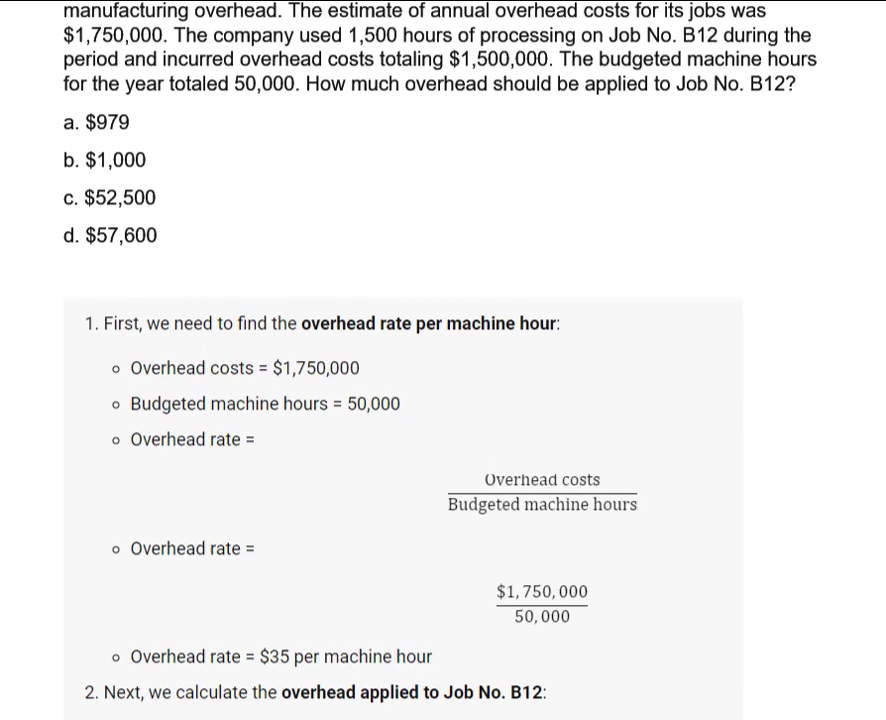 manufacturing overhead. The estimate of annual overhead costs for its jobs was
$1,750,000. The company used 1,500 hours of processing on Job No. B12 during the
period and incurred overhead costs totaling $1,500,000. The budgeted machine hours
for the year totaled 50,000. How much overhead should be applied to Job No. B12?
a. $979
b. $1,000
c. $52,500
d. $57,600
1. First, we need to find the overhead rate per machine hour:
Overhead costs = $1,750,000
Budgeted machine hours = 50,000
Overhead rate =
Overhead costs
Budgeted machine hours
Overhead rate =
$1,750,000
50,000
Overhead rate = $35 per machine hour
2. Next, we calculate the overhead applied to Job No. B12: